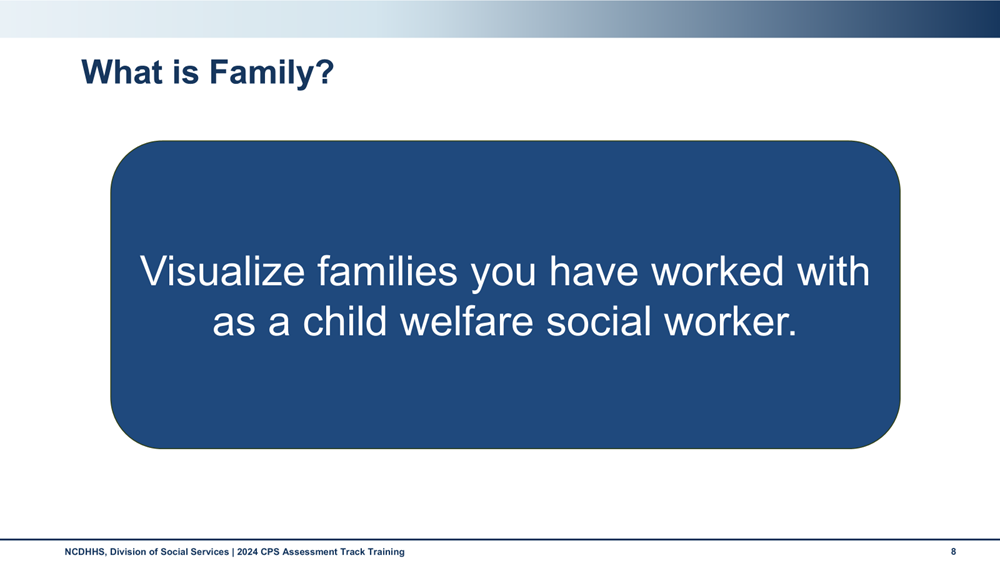 What is Family?
Visualize families you have worked with
as a child welfare social worker.
NCDHHS, Division of Social Services | 2024 CPS Assessment Track Training
8